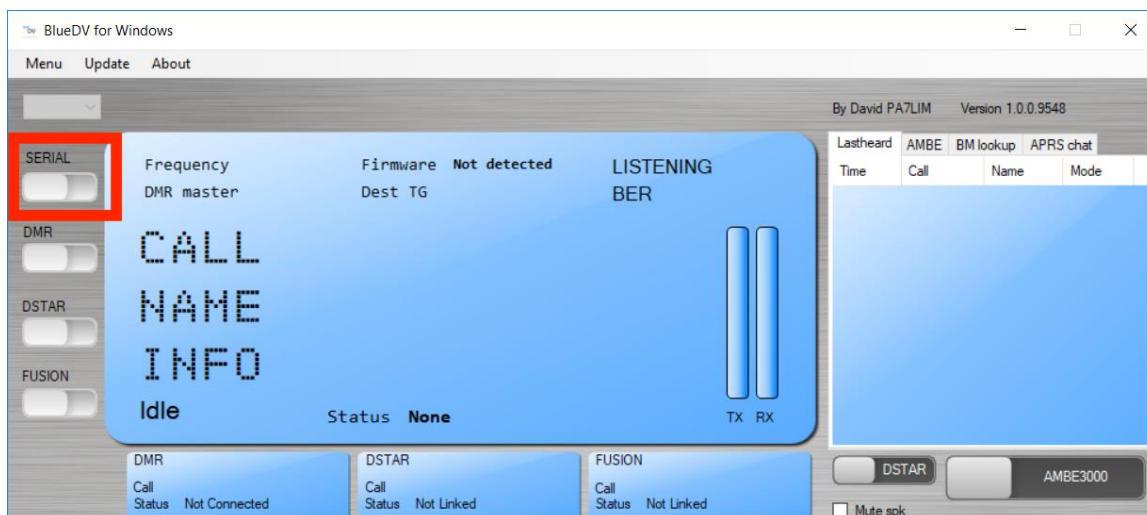 BlueDV for Windows
Menu Update About
By David PA7LIM Version 1.0.0.9548
SERIAL
DMR
DSTAR
FUSION
Frequency Firmware Not detected LISTENING
DMR master Dest TG BER
CALL
NAME
INFO
Idle Status None TX RX
Lastheard AMBE BM lookup APRS chat
Time Call Name Mode
DMR
Call
Status Not Connected
DSTAR
Call
Status Not Linked
FUSION
Call
Status Not Linked
DSTAR AMBE3000
Mute spk